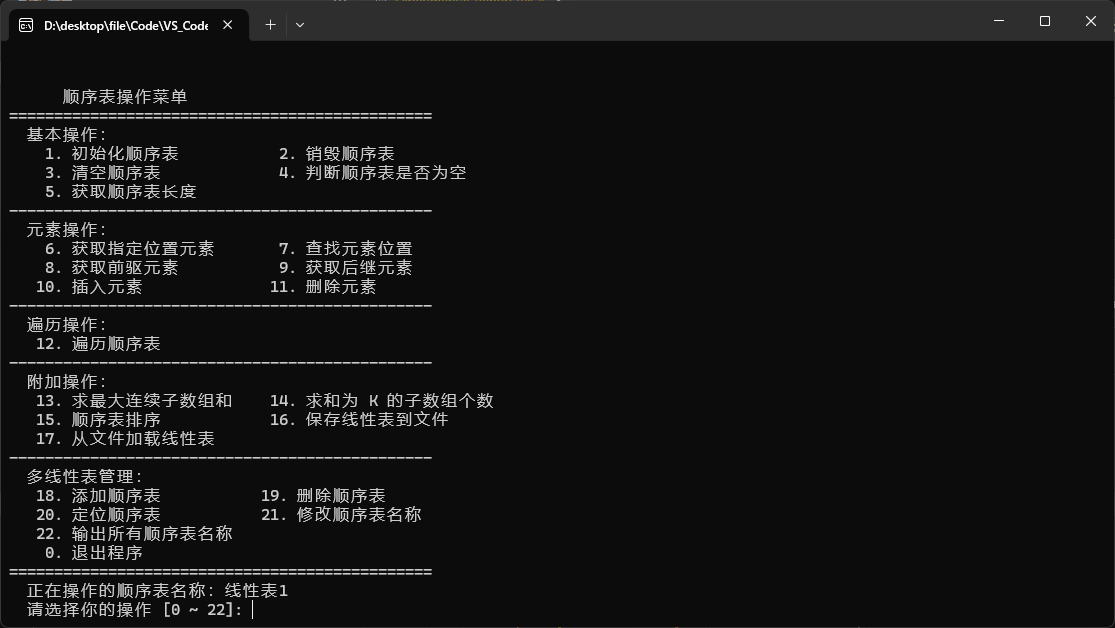 D:\desktop\file\Code\VS_Code
顺序表操作菜单
===============================================
基本操作:
1. 初始化顺序表 2. 销毁顺序表
3. 清空顺序表 4. 判断顺序表是否为空
5. 获取顺序表长度
-----------------------------------------------
元素操作:
6. 获取指定位置元素 7. 查找元素位置
8. 获取前驱元素 9. 获取后继元素
10. 插入元素 11. 删除元素
-----------------------------------------------
遍历操作:
12. 遍历顺序表
-----------------------------------------------
附加操作:
13. 求最大连续子数组和 14. 求和为 K 的子数组个数
15. 顺序表排序 16. 保存线性表到文件
17. 从文件加载线性表
-----------------------------------------------
多线性表管理:
18. 添加顺序表 19. 删除顺序表
20. 定位顺序表 21. 修改顺序表名称
22. 输出所有顺序表名称
0. 退出程序
===============================================
正在操作的顺序表名称: 线性表1
请选择你的操作 [0 ~ 22]: